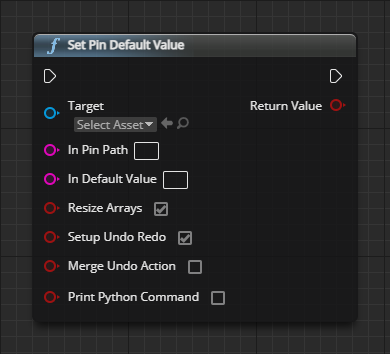 Set Pin Default Value
Target
Return Value
Select Asset
In Pin Path
In Default Value
Resize Arrays
Setup Undo Redo
Merge Undo Action
Print Python Command